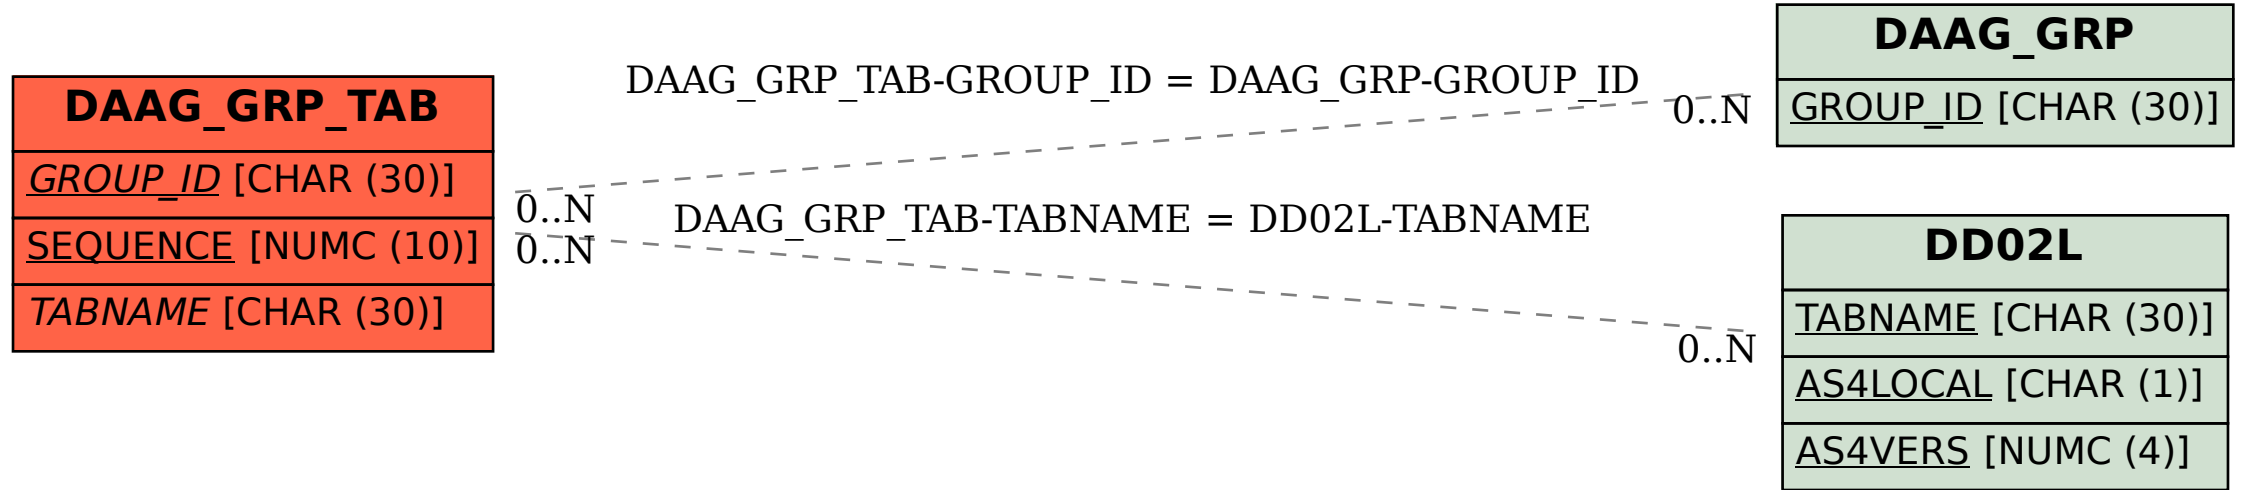 DAAG_GRP_TAB
GROUP_ID [CHAR (30)]
SEQUENCE [NUMC (10)]
TABNAME [CHAR (30)]
DAAG_GRP_TAB-GROUP_ID = DAAG_GRP-GROUP_ID
0..N
0..N
DAAG_GRP_TAB-TABNAME = DD02L-TABNAME
0..N
0..N
DAAG_GRP
GROUP_ID [CHAR (30)]
DD02L
TABNAME [CHAR (30)]
AS4LOCAL [CHAR (1)]
AS4VERS [NUMC (4)]